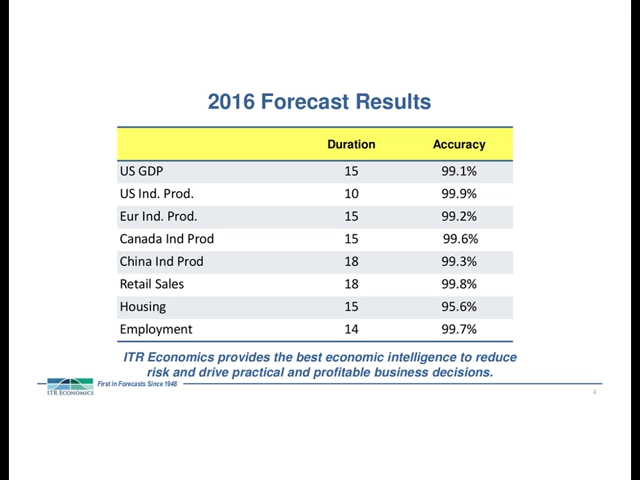 2016 Forecast Results
Duration Accuracy
US GDP 15 99.1%
US Ind. Prod. 10 99.9%
Eur Ind. Prod. 15 99.2%
Canada Ind Prod 15 99.6%
China Ind Prod 18 99.3%
Retail Sales 18 99.8%
Housing 15 95.6%
Employment 14 99.7%
ITR Economics provides the best economic intelligence to reduce
risk and drive practical and profitable business decisions.
First in Forecasts Since 1948
ITR ECONOMICS
4